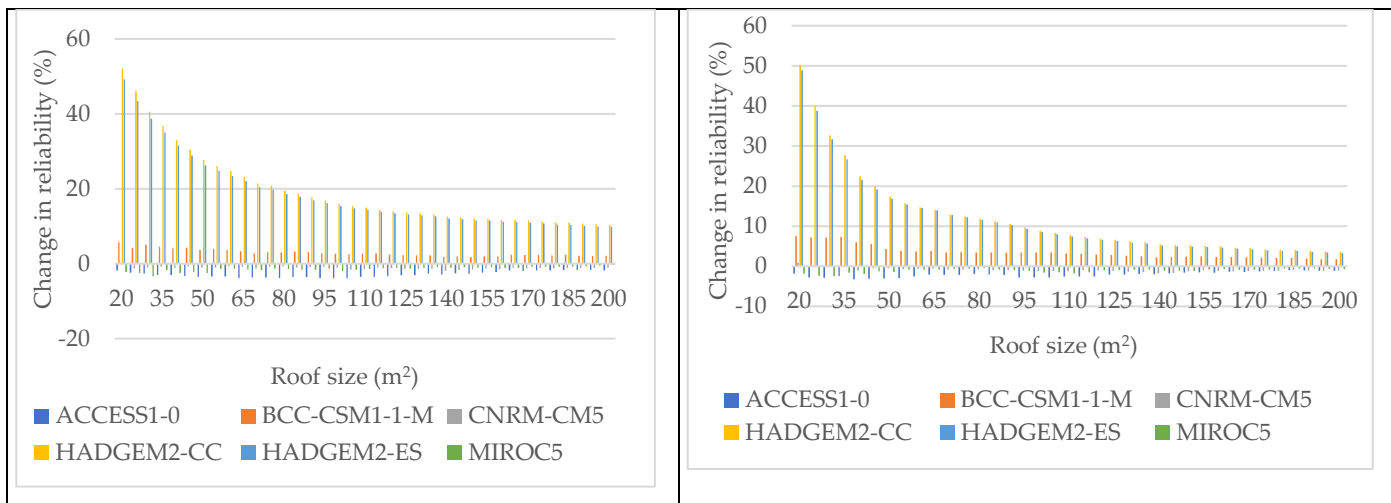 Change in reliability (%)
60
40
20
0
-20
20 35 50 65 80 95 110 125 140 155 170 185 200
Roof size (m²)
ACCESS1-0 BCC-CSM1-1-M CNRM-CM5
HADGEM2-CC HADGEM2-ES MIROC5
Change in reliability (%)
60
50
40
30
20
10
0
-10
20 35 50 65 80 95 110 125 140 155 170 185 200
Roof size (m²)
ACCESS1-0 BCC-CSM1-1-M CNRM-CM5
HADGEM2-CC HADGEM2-ES MIROC5